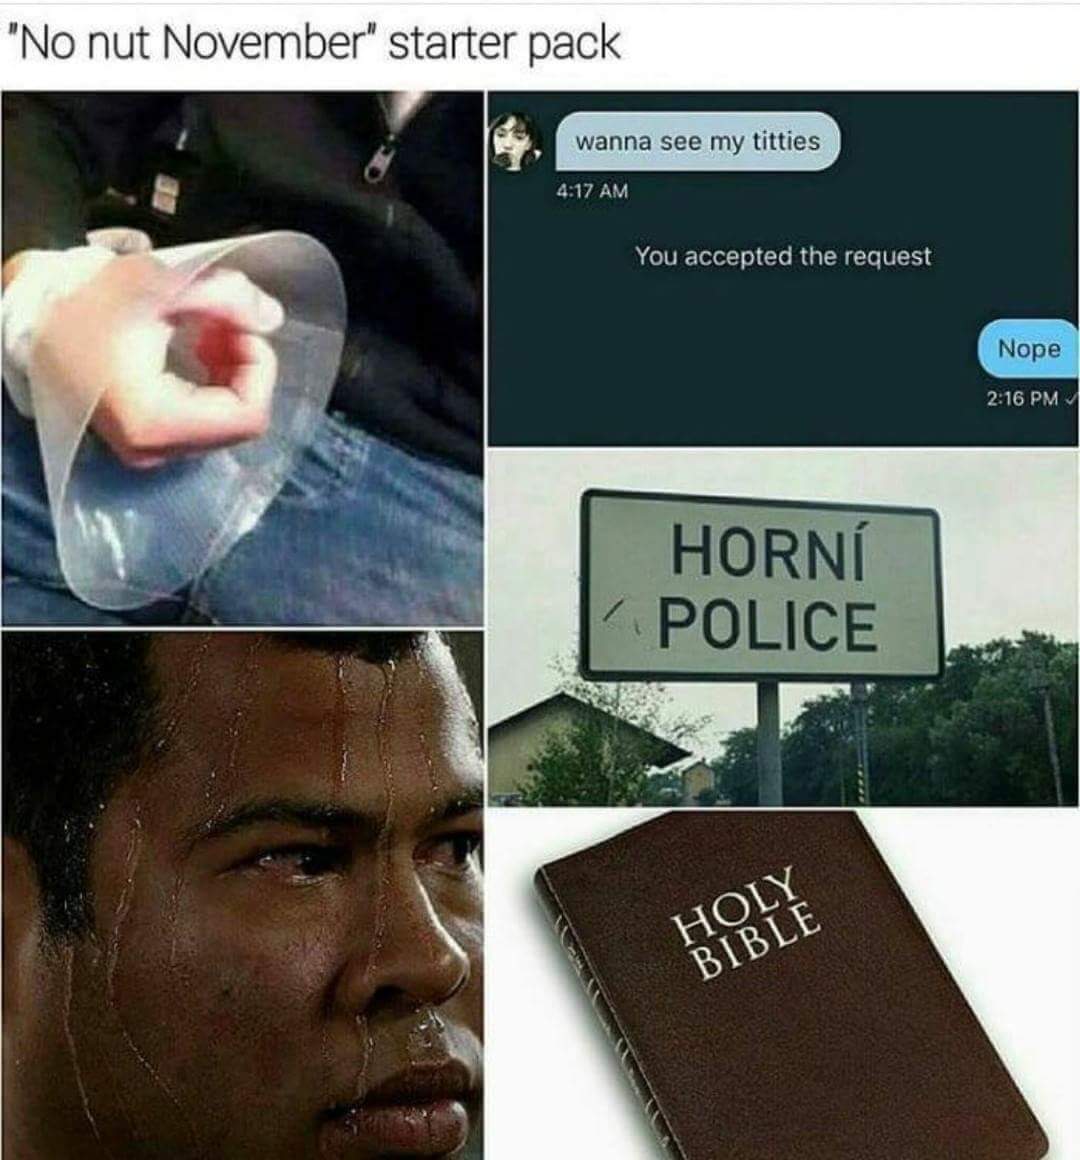 "No nut November" starter pack
wanna see my titties
4:17 AM
You accepted the request
Nope
2:16 PM ✓
HORNÍ
POLICE
HOLY
BIBLE